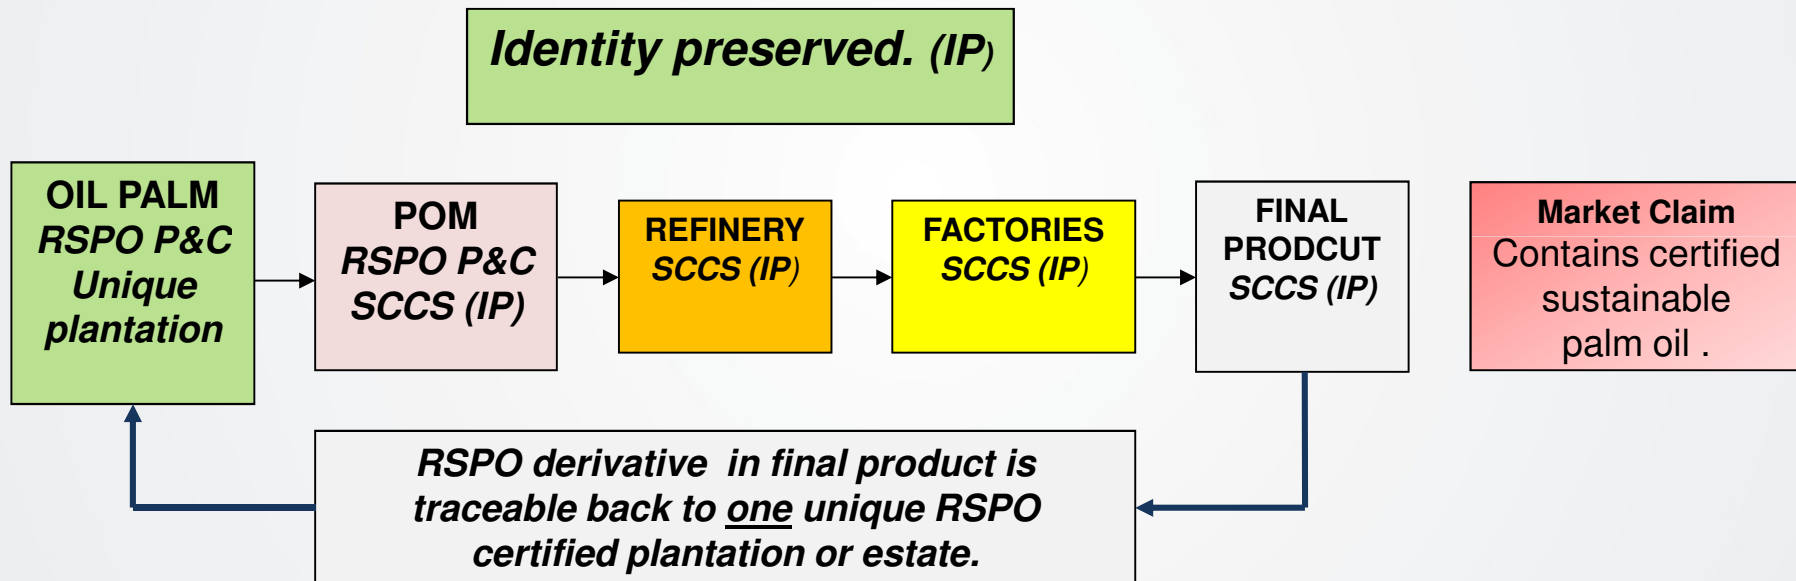 Identity preserved. (IP)
OIL PALM
RSPO P&C
Unique
plantation
POM
RSPO P&C
SCCS (IP)
REFINERY
SCCS (IP)
FACTORIES
SCCS (IP)
FINAL
PRODCUT
SCCS (IP)
Market Claim
Contains certified
sustainable
palm oil .
RSPO derivative in final product is
traceable back to one unique RSPO
certified plantation or estate.